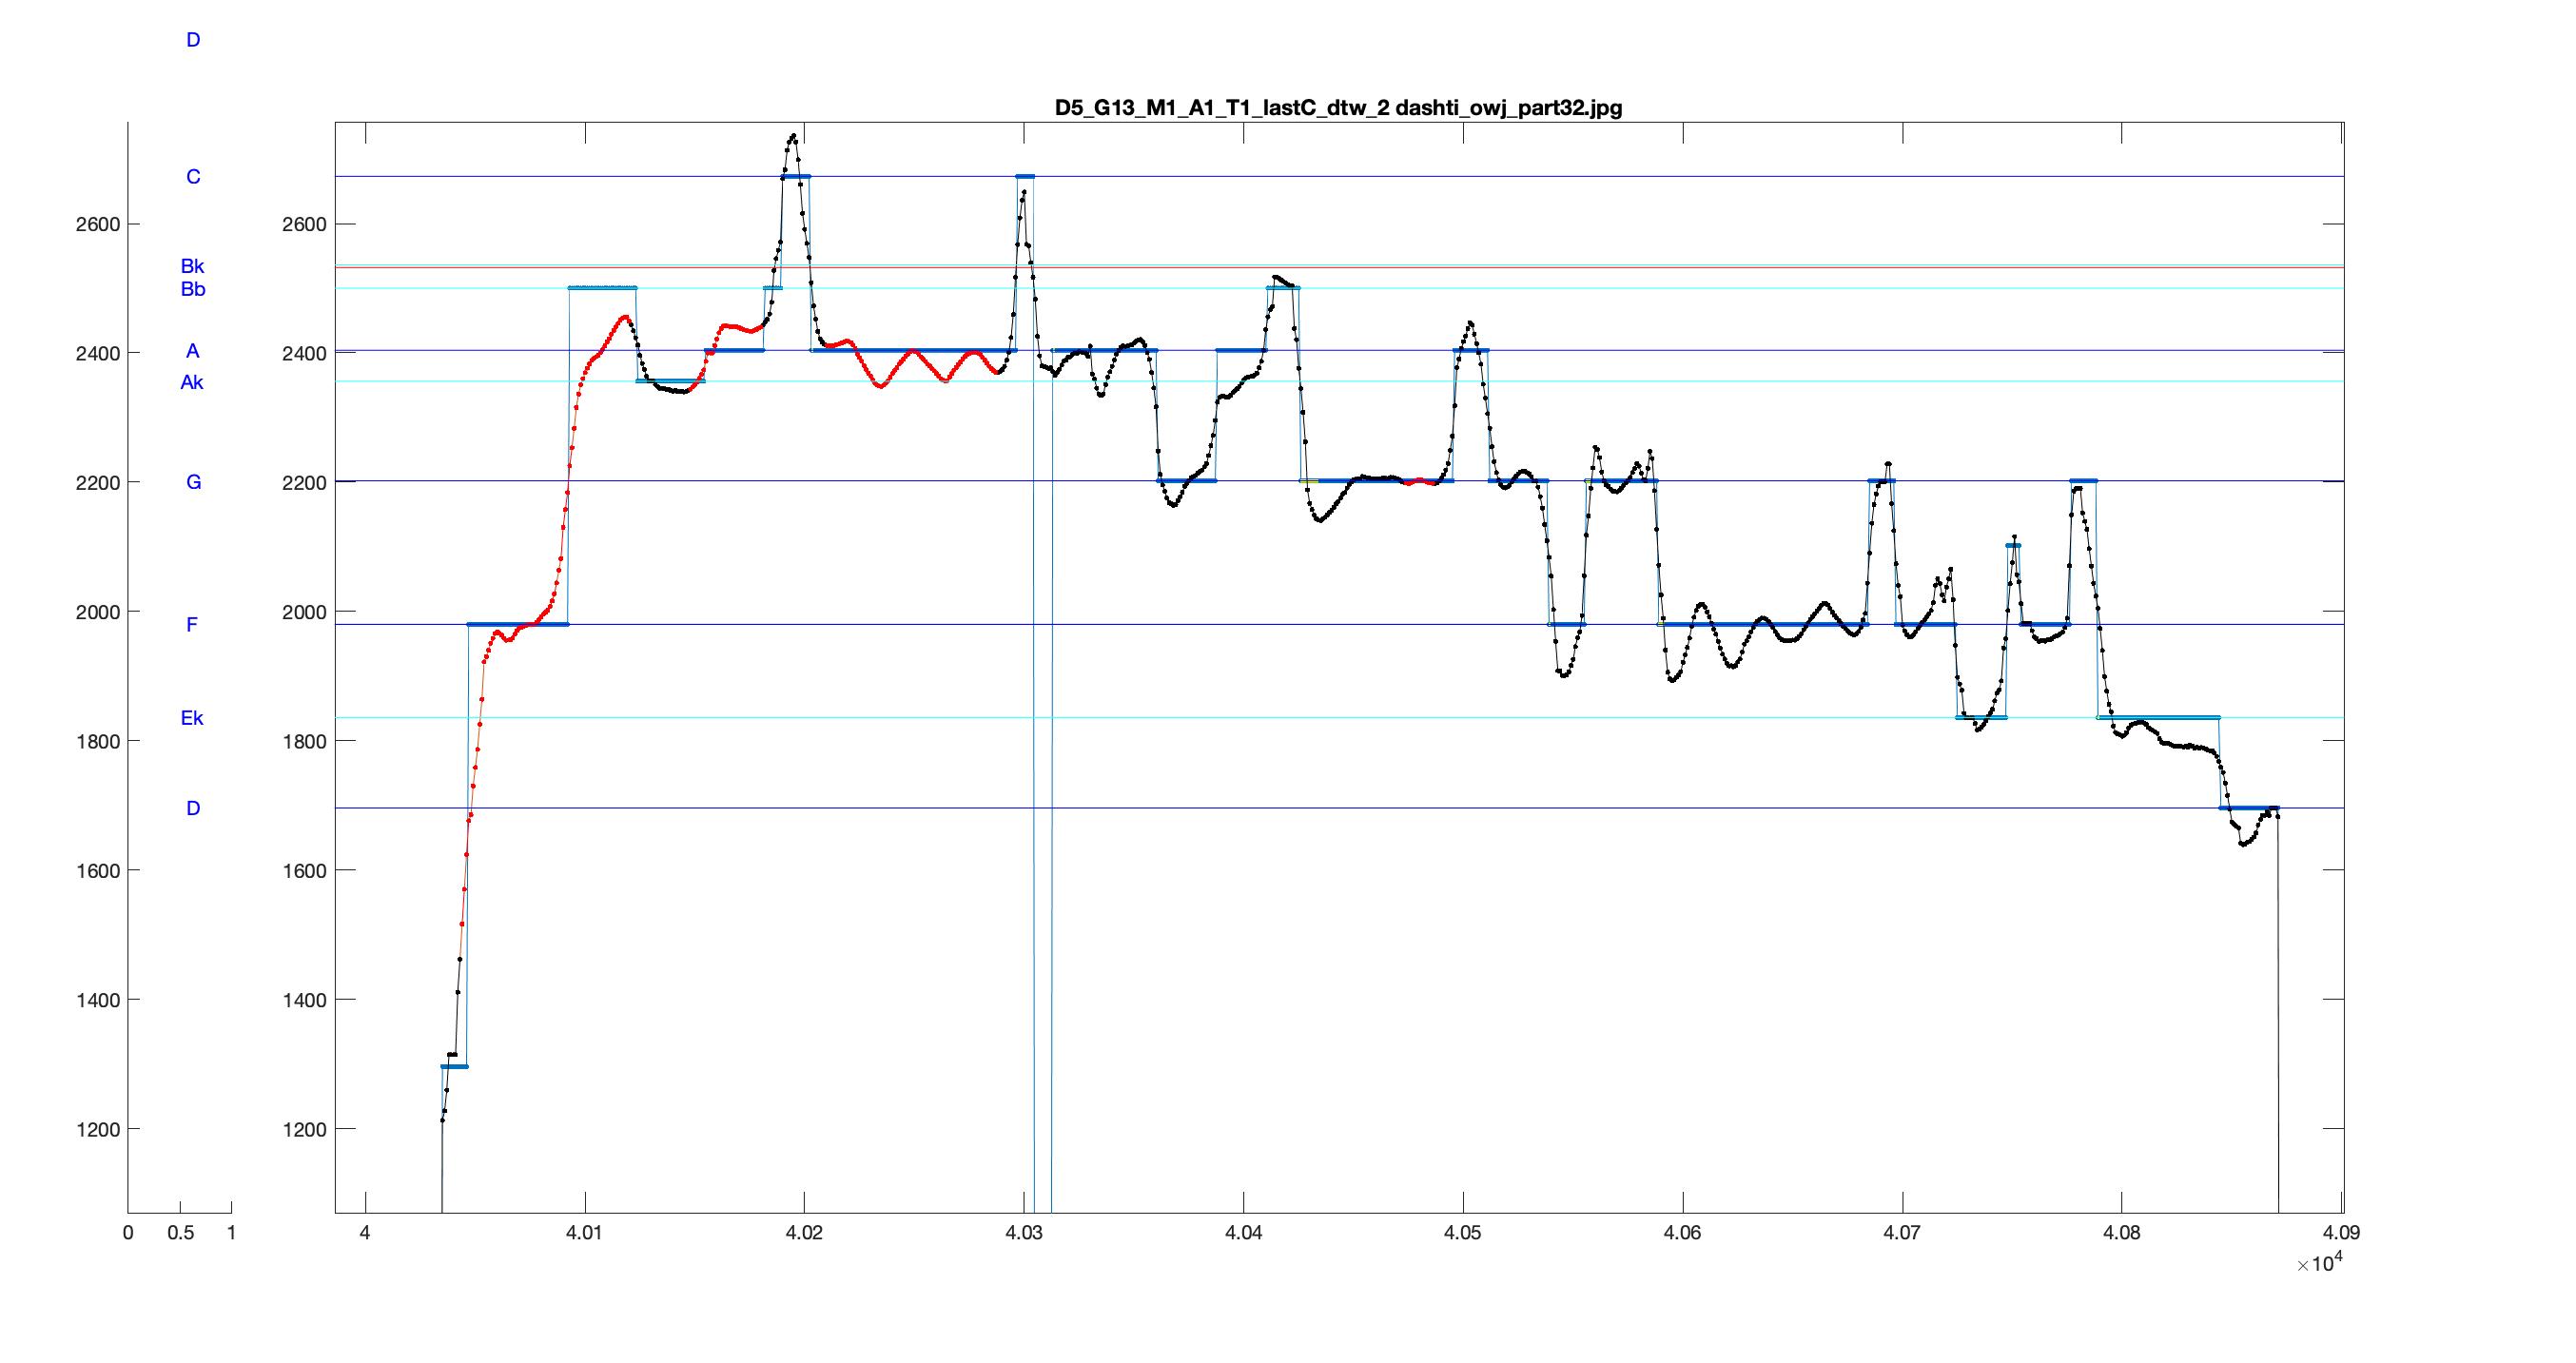 D
D5_G13_M1_A1_T1_lastC_dtw_2 dashti_owj_part32.jpg
C
2600 2600
Bk
Bb
2400 A 2400
Ak
2200 G 2200
2000 2000
F
Ek
1800 1800
D
1600 1600
1400 1400
1200 1200
0 0.5 1 4 4.01 4.02 4.03 4.04 4.05 4.06 4.07 4.08 4.09
×10^4